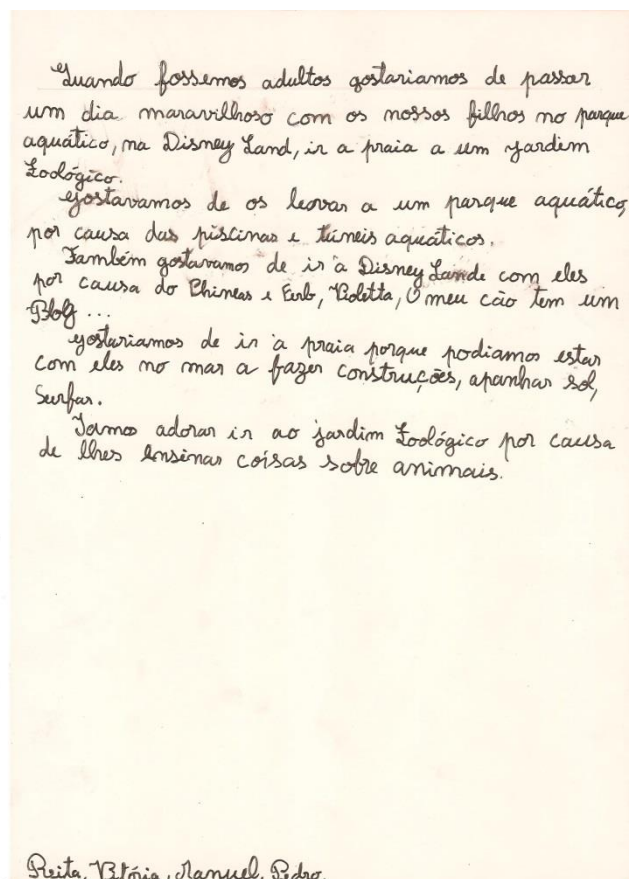 Quando fossemos adultos gostariamos de passar
um dia maravilhoso com os nossos filhos no parque
aquático, na Disney Land, ir a praia a um jardim
Zoológico.
Gostavamos de os levar a um parque aquático,
por causa das piscinas e túneis aquáticos.
Também gostavamos de ir à Disney Lande com eles
por causa do Phineas e Ferb, Violetta, O meu cão tem um
Blog ...
Gostariamos de ir à praia porque podiamos estar
com eles no mar a fazer construções, apanhar sol,
Surfar.
Iamos adorar ir ao jardim Zoológico por causa
de lhes ensinar coisas sobre animais.
Rita, Vitória, Manuel, Pedro.